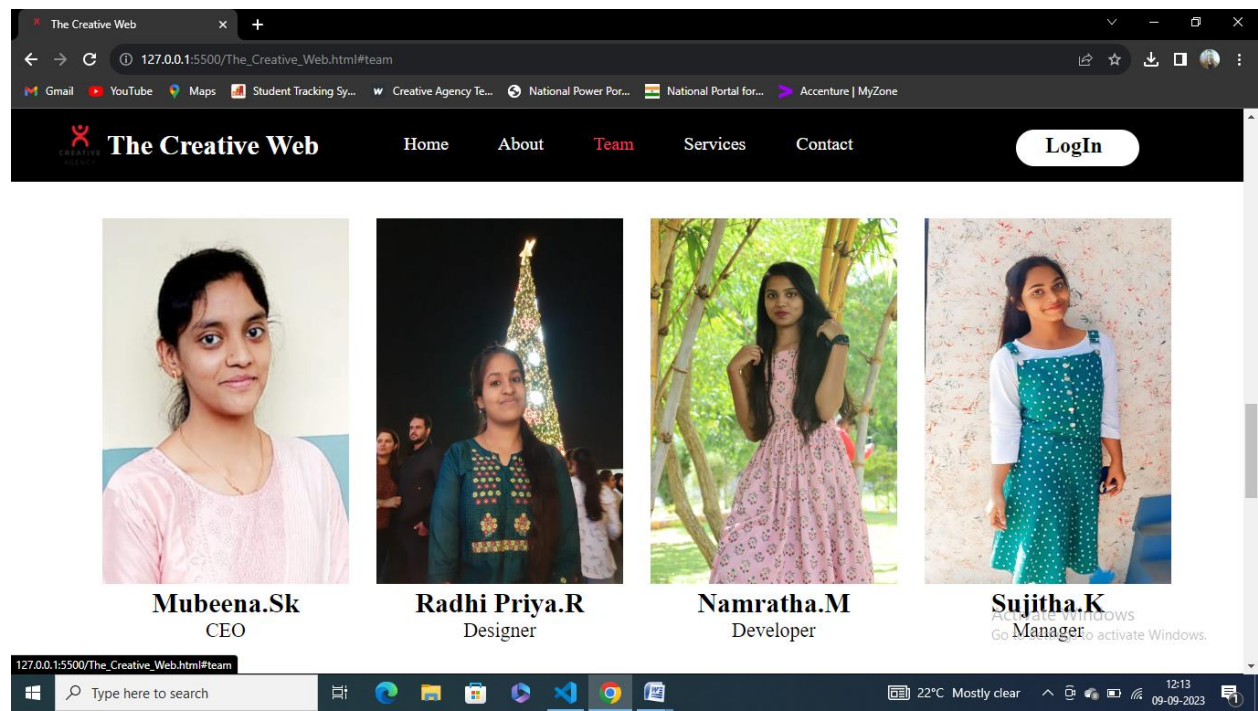 The Creative Web
127.0.0.1:5500/The_Creative_Web.html#team
Gmail YouTube Maps Student Tracking Sy... Creative Agency Te... National Power Por... National Portal for... Accenture | MyZone
CREATIVE
AGENCY
The Creative Web Home About Team Services Contact LogIn
Mubeena.Sk Radhi Priya.R Namratha.M Sujitha.K
CEO Designer Developer Manager
Activate Windows
Go to Settings to activate Windows.
127.0.0.1:5500/The_Creative_Web.html#team
Type here to search 22°C Mostly clear 12:13
09-09-2023 1